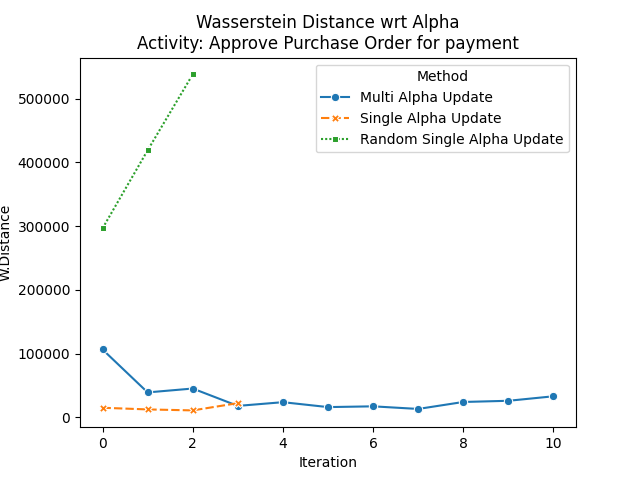 Wasserstein Distance wrt Alpha
Activity: Approve Purchase Order for payment
Method
Multi Alpha Update
Single Alpha Update
Random Single Alpha Update
W.Distance
500000
400000
300000
200000
100000
0
0 2 4 6 8 10
Iteration